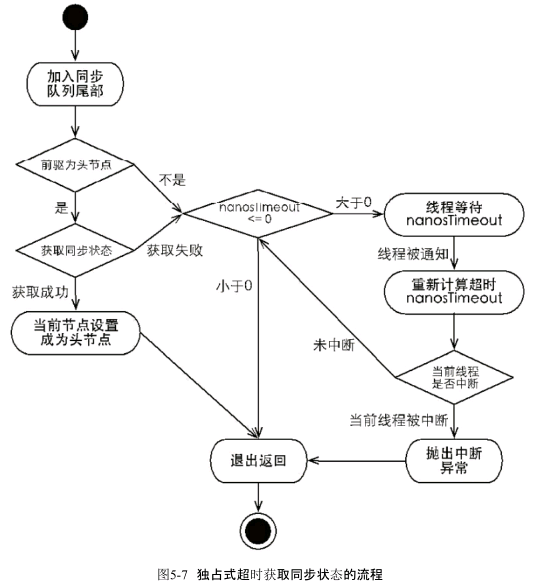 加入同步
队列尾部
前驱为头节点
不是
是
nanosTimeout
<=0
大于0
线程等待
nanosTimeout
获取同步状态
获取失败
线程被通知
获取成功
小于0
重新计算超时
nanosTimeout
当前节点设置
成为头节点
未中断
当前线程
是否中断
当前线程被中断
退出返回
抛出中断
异常
图5-7 独占式超时获取同步状态的流程